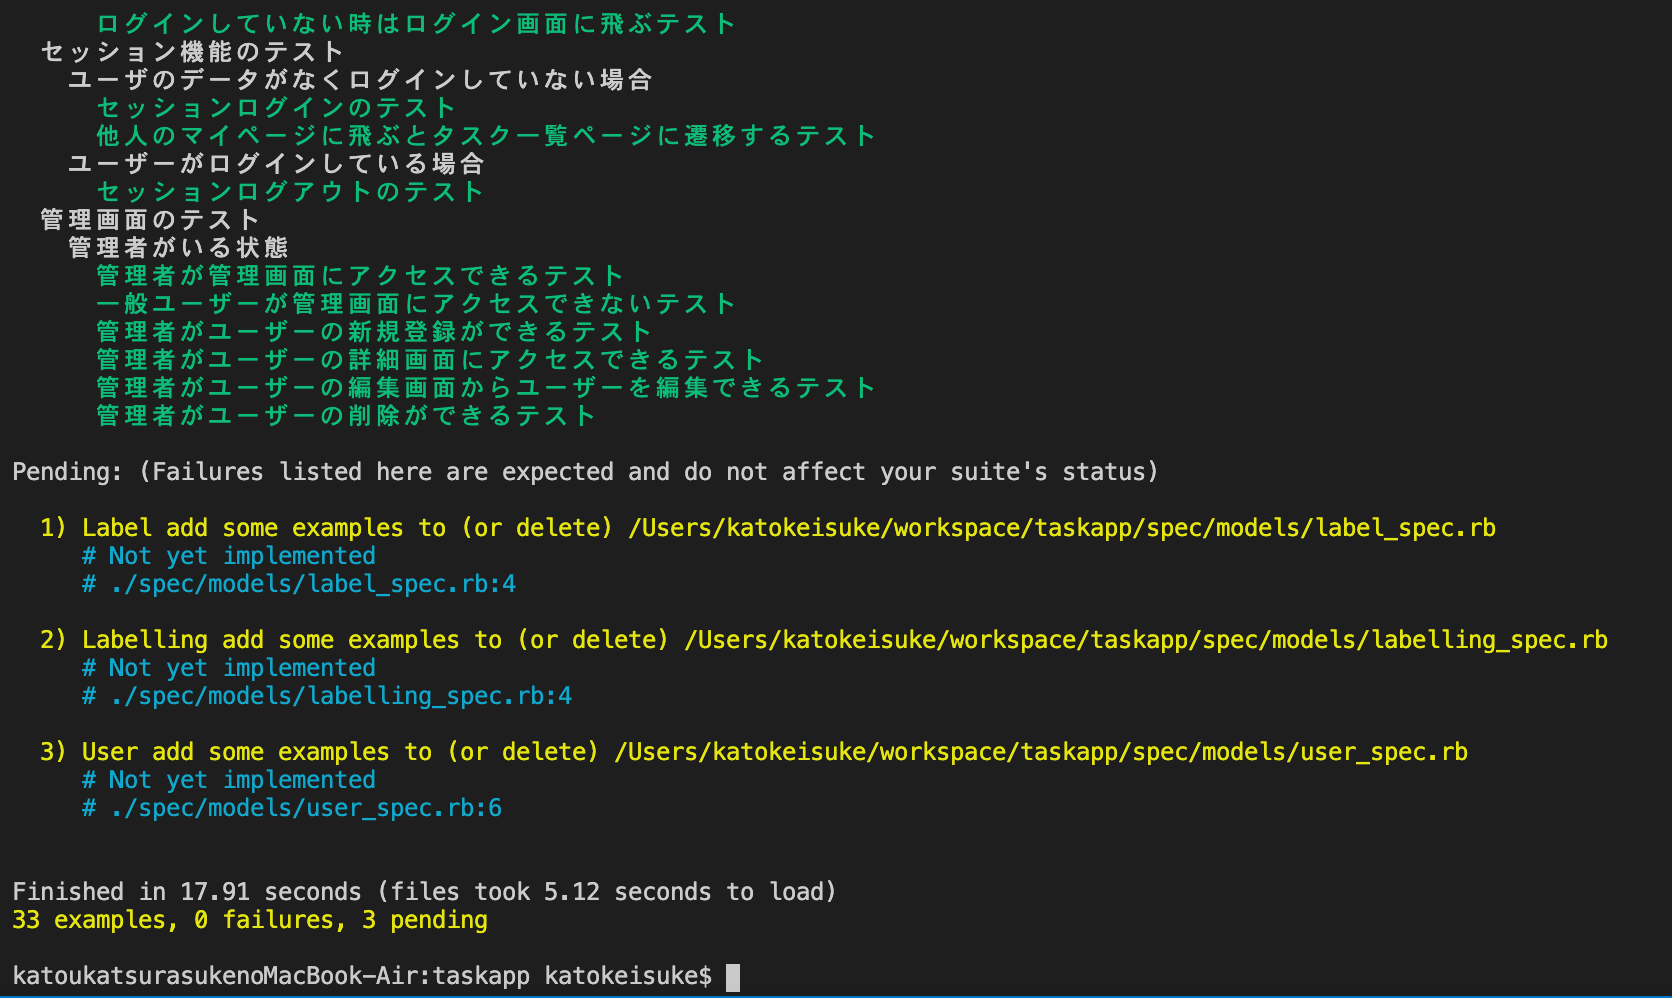 ログインしていない時はログイン画面に飛ぶテスト
セッション機能のテスト
ユーザのデータがなくログインしていない場合
セッションログインのテスト
他人のマイページに飛ぶとタスク一覧ページに遷移するテスト
ユーザーがログインしている場合
セッションログアウトのテスト
管理画面のテスト
管理者がいる状態
管理者が管理画面にアクセスできるテスト
一般ユーザーが管理画面にアクセスできないテスト
管理者がユーザーの新規登録ができるテスト
管理者がユーザーの詳細画面にアクセスできるテスト
管理者がユーザーの編集画面からユーザーを編集できるテスト
管理者がユーザーの削除ができるテスト
Pending: (Failures listed here are expected and do not affect your suite's status)
1) Label add some examples to (or delete) /Users/katokeisuke/workspace/taskapp/spec/models/label_spec.rb
# Not yet implemented
# ./spec/models/label_spec.rb:4
2) Labelling add some examples to (or delete) /Users/katokeisuke/workspace/taskapp/spec/models/labelling_spec.rb
# Not yet implemented
# ./spec/models/labelling_spec.rb:4
3) User add some examples to (or delete) /Users/katokeisuke/workspace/taskapp/spec/models/user_spec.rb
# Not yet implemented
# ./spec/models/user_spec.rb:6
Finished in 17.91 seconds (files took 5.12 seconds to load)
33 examples, 0 failures, 3 pending
katoukatsurasukenoMacBook-Air:taskapp katokeisuke$